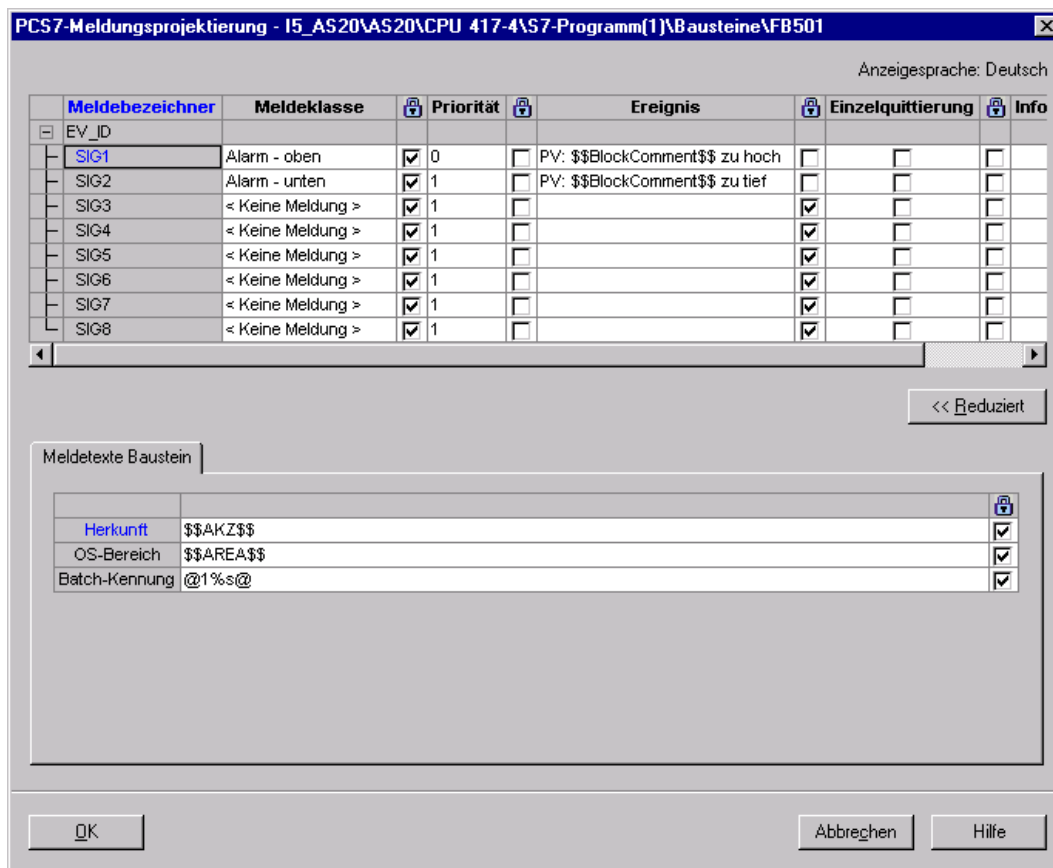 PCS7-Meldungsprojektierung - I5_AS20\AS20\CPU 417-4\S7-Programm(1)\Bausteine\FB501
Anzeigesprache: Deutsch
Meldebezeichner Meldeklasse Priorität Ereignis Einzelquittierung Info
EV_ID
SIG1 Alarm - oben 0 PV: $$BlockComment$$ zu hoch
SIG2 Alarm - unten 1 PV: $$BlockComment$$ zu tief
SIG3 < Keine Meldung > 1
SIG4 < Keine Meldung > 1
SIG5 < Keine Meldung > 1
SIG6 < Keine Meldung > 1
SIG7 < Keine Meldung > 1
SIG8 < Keine Meldung > 1
<< Reduziert
Meldetexte Baustein
Herkunft $$AKZ$$
OS-Bereich $$AREA$$
Batch-Kennung @1%s@
OK Abbrechen Hilfe